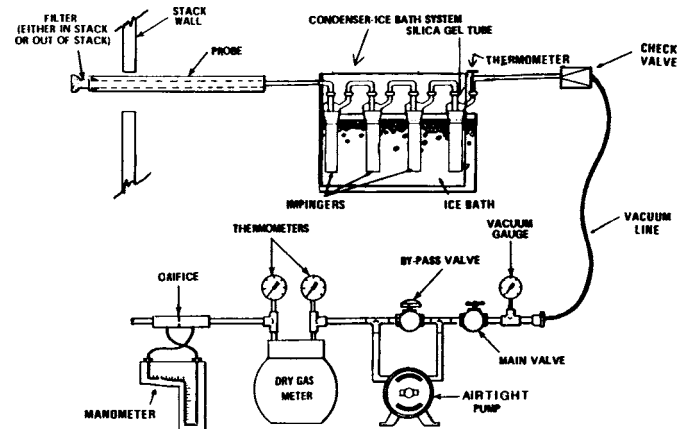 FILTER
(EITHER IN STACK
OR OUT OF STACK)
STACK
WALL
PROBE
CONDENSER-ICE BATH SYSTEM
SILICA GEL TUBE
THERMOMETER
CHECK
VALVE
IMPINGERS
ICE BATH
VACUUM
LINE
THERMOMETERS
VACUUM
GAUGE
BY-PASS VALVE
ORIFICE
MAIN VALVE
DRY GAS
METER
AIRTIGHT
PUMP
MANOMETER